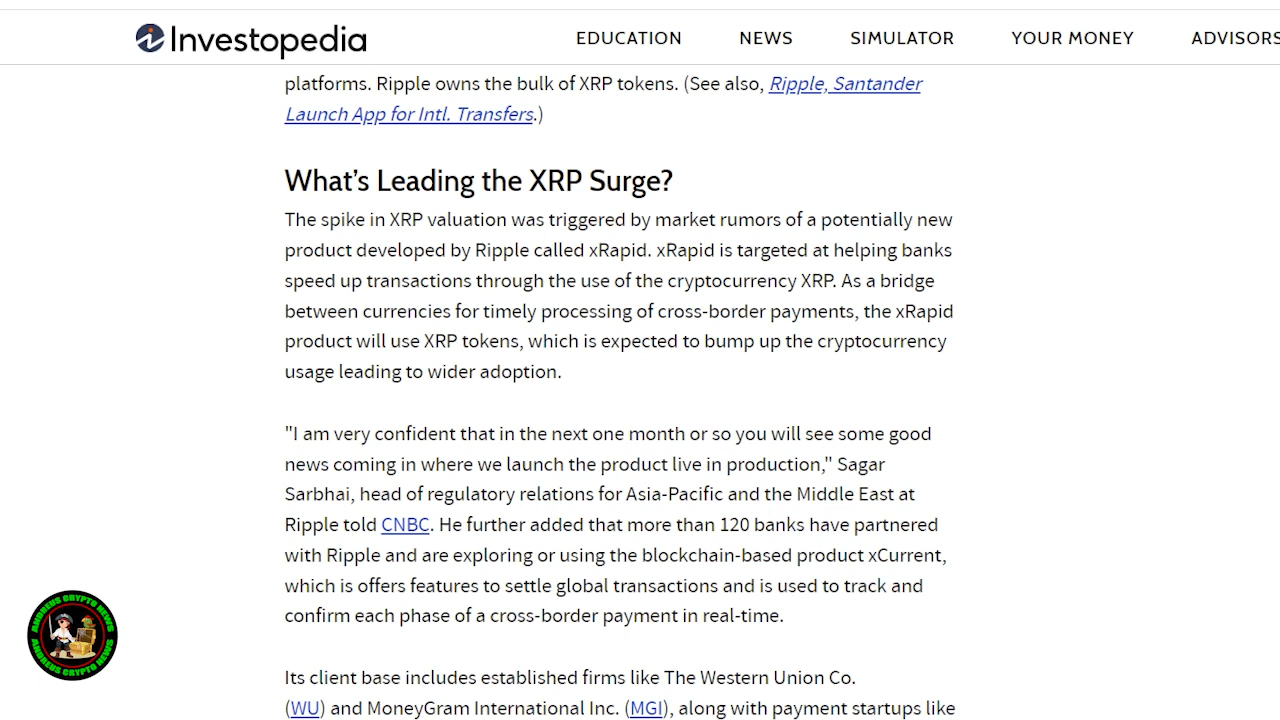 Investopedia
EDUCATION NEWS SIMULATOR YOUR MONEY ADVISORS
platforms. Ripple owns the bulk of XRP tokens. (See also, Ripple, Santander
Launch App for Intl. Transfers.)
What's Leading the XRP Surge?
The spike in XRP valuation was triggered by market rumors of a potentially new
product developed by Ripple called xRapid. xRapid is targeted at helping banks
speed up transactions through the use of the cryptocurrency XRP. As a bridge
between currencies for timely processing of cross-border payments, the xRapid
product will use XRP tokens, which is expected to bump up the cryptocurrency
usage leading to wider adoption.
"I am very confident that in the next one month or so you will see some good
news coming in where we launch the product live in production," Sagar
Sarbhai, head of regulatory relations for Asia-Pacific and the Middle East at
Ripple told CNBC. He further added that more than 120 banks have partnered
with Ripple and are exploring or using the blockchain-based product xCurrent,
which is offers features to settle global transactions and is used to track and
confirm each phase of a cross-border payment in real-time.
Its client base includes established firms like The Western Union Co.
(WU) and MoneyGram International Inc. (MGI), along with payment startups like
ANDREUS CRYPTO NEWS
ANDREUS CRYPTO NEWS